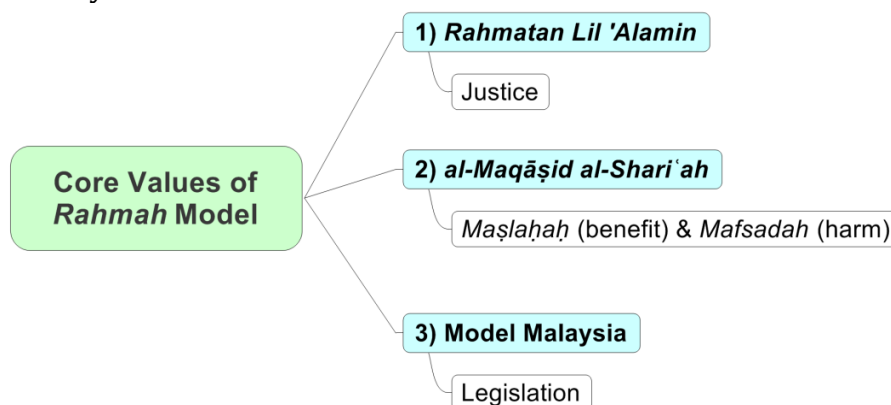 1) Rahmatan Lil 'Alamin
Justice
Core Values of
Rahmah Model
2) al-Maqāṣid al-Shariʿah
Maṣlaḥaḥ (benefit) & Mafsadah (harm)
3) Model Malaysia
Legislation